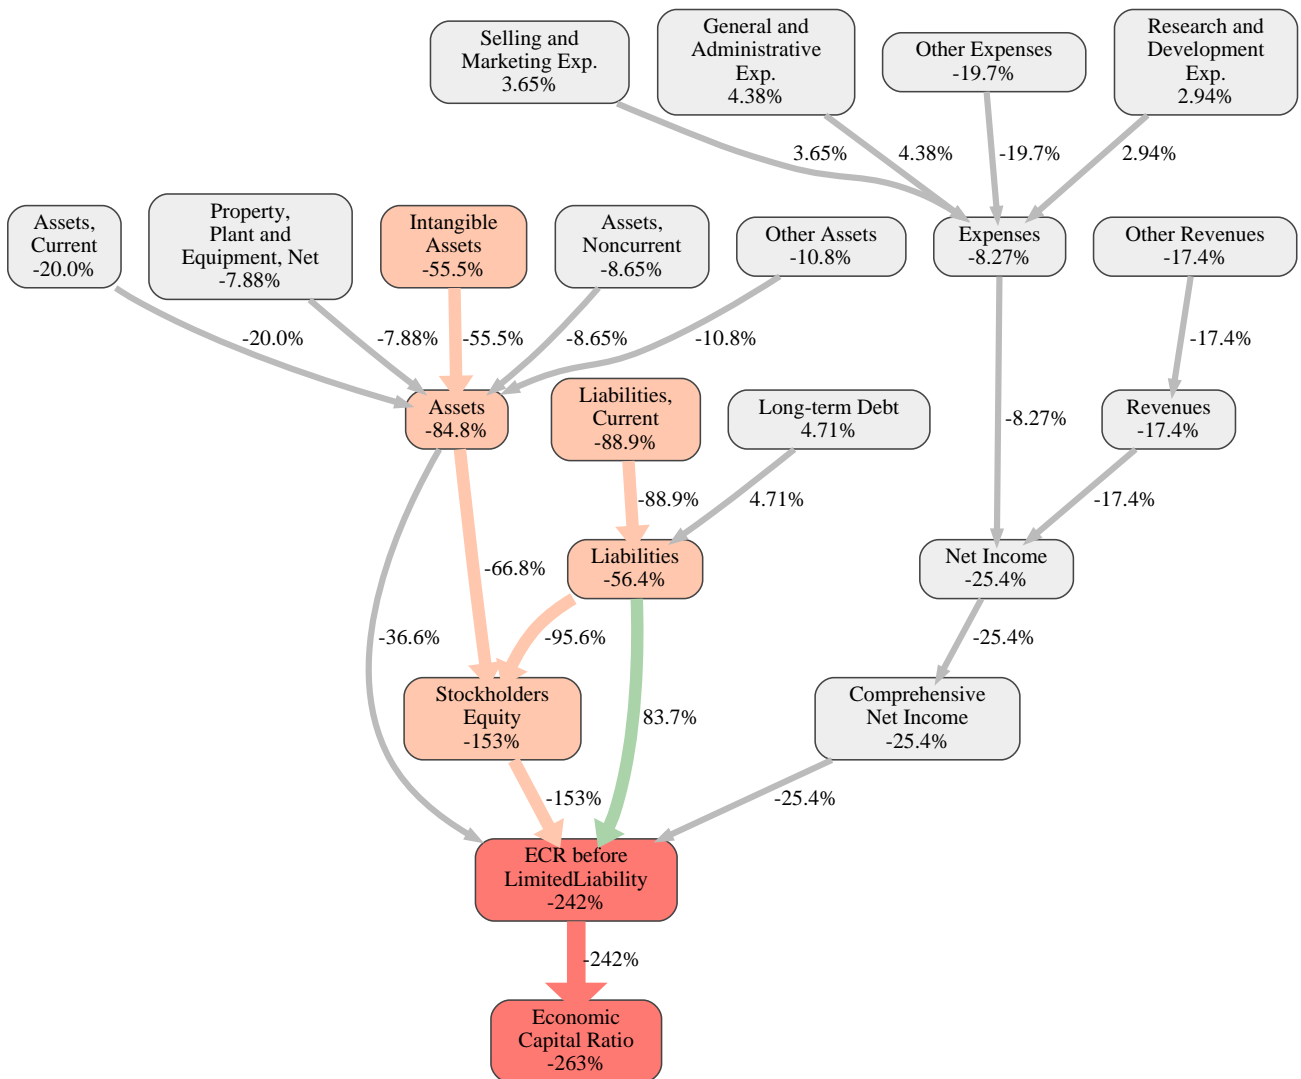 Selling and
Marketing Exp.
3.65%
General and
Administrative
Exp.
4.38%
Other Expenses
-19.7%
Research and
Development
Exp.
2.94%
3.65%
4.38%
-19.7%
2.94%
Assets,
Current
-20.0%
Property,
Plant and
Equipment, Net
-7.88%
Intangible
Assets
-55.5%
Assets,
Noncurrent
-8.65%
Other Assets
-10.8%
Expenses
-8.27%
Other Revenues
-17.4%
-20.0%
-7.88%
-55.5%
-8.65%
-10.8%
-17.4%
Assets
-84.8%
Liabilities,
Current
-88.9%
Long-term Debt
4.71%
-8.27%
Revenues
-17.4%
-88.9%
4.71%
-17.4%
-66.8%
Liabilities
-56.4%
Net Income
-25.4%
-36.6%
-95.6%
-25.4%
Stockholders
Equity
-153%
83.7%
Comprehensive
Net Income
-25.4%
-153%
-25.4%
ECR before
LimitedLiability
-242%
-242%
Economic
Capital Ratio
-263%